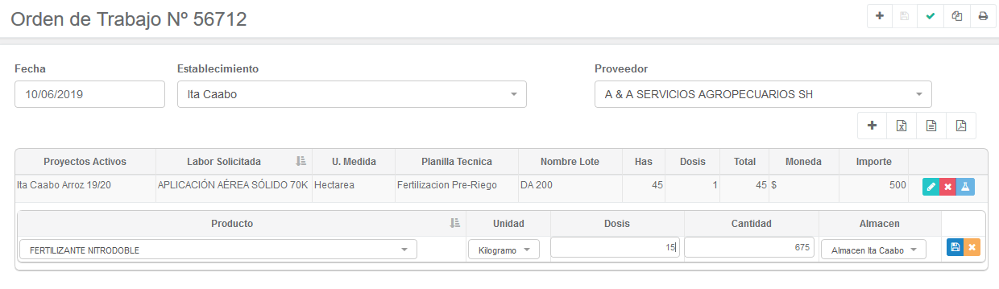 Orden de Trabajo Nº 56712
Fecha Establecimiento Proveedor
10/06/2019 Ita Caabo A & A SERVICIOS AGROPECUARIOS SH
Proyectos Activos Labor Solicitada U. Medida Planilla Tecnica Nombre Lote Has Dosis Total Moneda Importe
Ita Caabo Arroz 19/20 APLICACIÓN AÉREA SÓLIDO 70K Hectarea Fertilizacion Pre-Riego DA 200 45 1 45 $ 500
Producto Unidad Dosis Cantidad Almacen
FERTILIZANTE NITRODOBLE Kilogramo 15 675 Almacen Ita Caabo